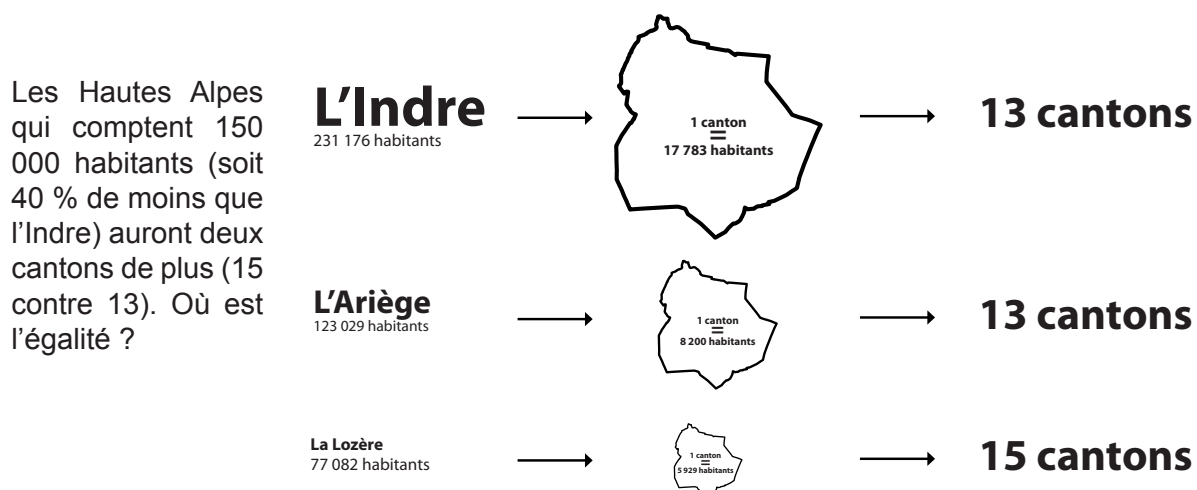 Les Hautes Alpes
qui comptent 150
000 habitants (soit
40 % de moins que
l'Indre) auront deux
cantons de plus (15
contre 13). Où est
l'égalité ?
L'Indre
231 176 habitants
1 canton
=
17 783 habitants
13 cantons
L'Ariège
123 029 habitants
1 canton
=
8 200 habitants
13 cantons
La Lozère
77 082 habitants
1 canton
=
5 929 habitants
15 cantons